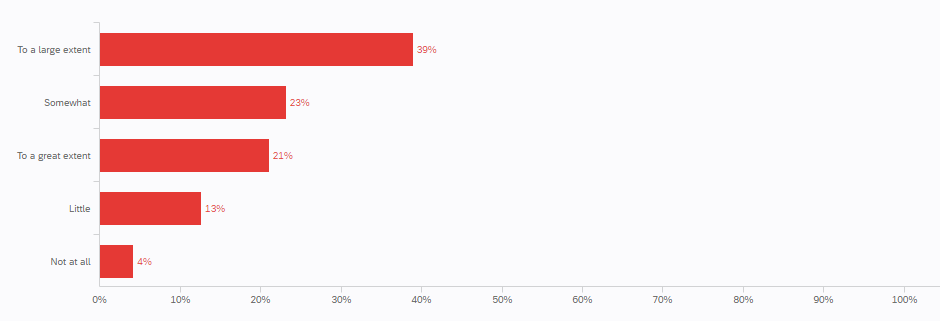 To a large extent 39%
Somewhat 23%
To a great extent 21%
Little 13%
Not at all 4%
0% 10% 20% 30% 40% 50% 60% 70% 80% 90% 100%